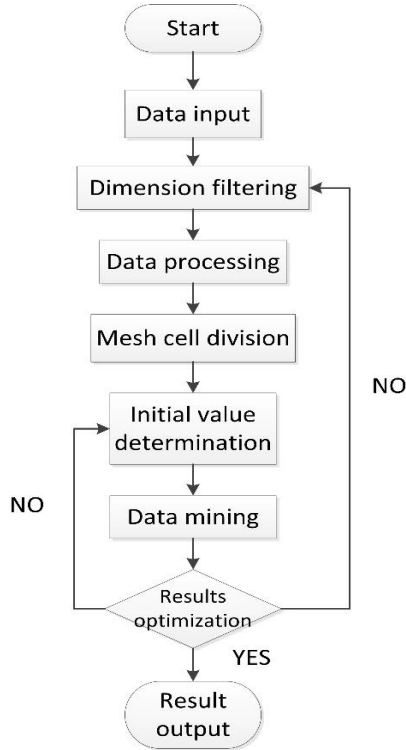 Start
Data input
Dimension filtering
Data processing
Mesh cell division
NO
Initial value
determination
NO
Data mining
Results
optimization
YES
Result
output